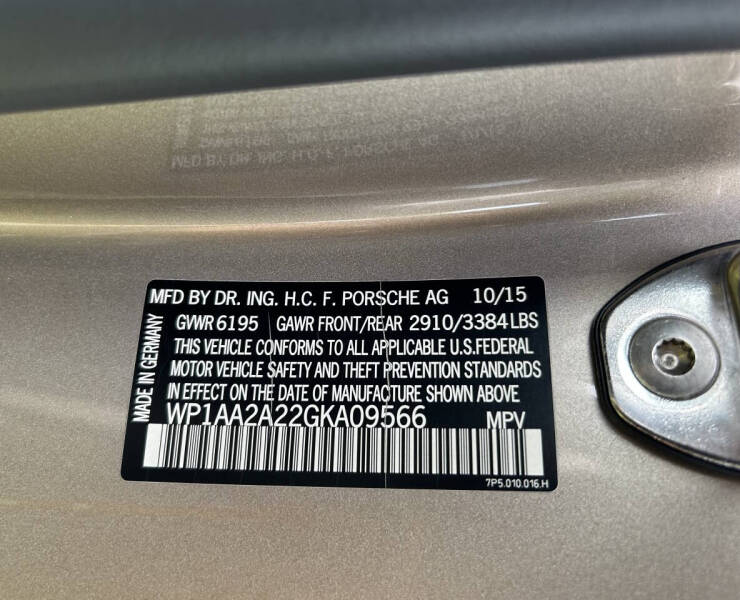 MFD BY DR. ING. H.C. F. PORSCHE AG 10/15
GVWR 6195 GAWR FRONT/REAR 2910/3384 LBS
THIS VEHICLE CONFORMS TO ALL APPLICABLE U.S.FEDERAL
MOTOR VEHICLE SAFETY AND THEFT PREVENTION STANDARDS
IN EFFECT ON THE DATE OF MANUFACTURE SHOWN ABOVE
WP1AA2A22GKA09566 MPV
7P5.010.016.H
MADE IN GERMANY